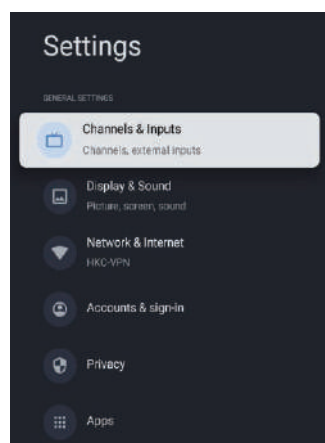 Settings
GENERAL SETTINGS
Channels & Inputs
Channels, external inputs
Display & Sound
Picture, screen, sound
Network & Internet
HKC-VPN
Accounts & sign-in
Privacy
Apps